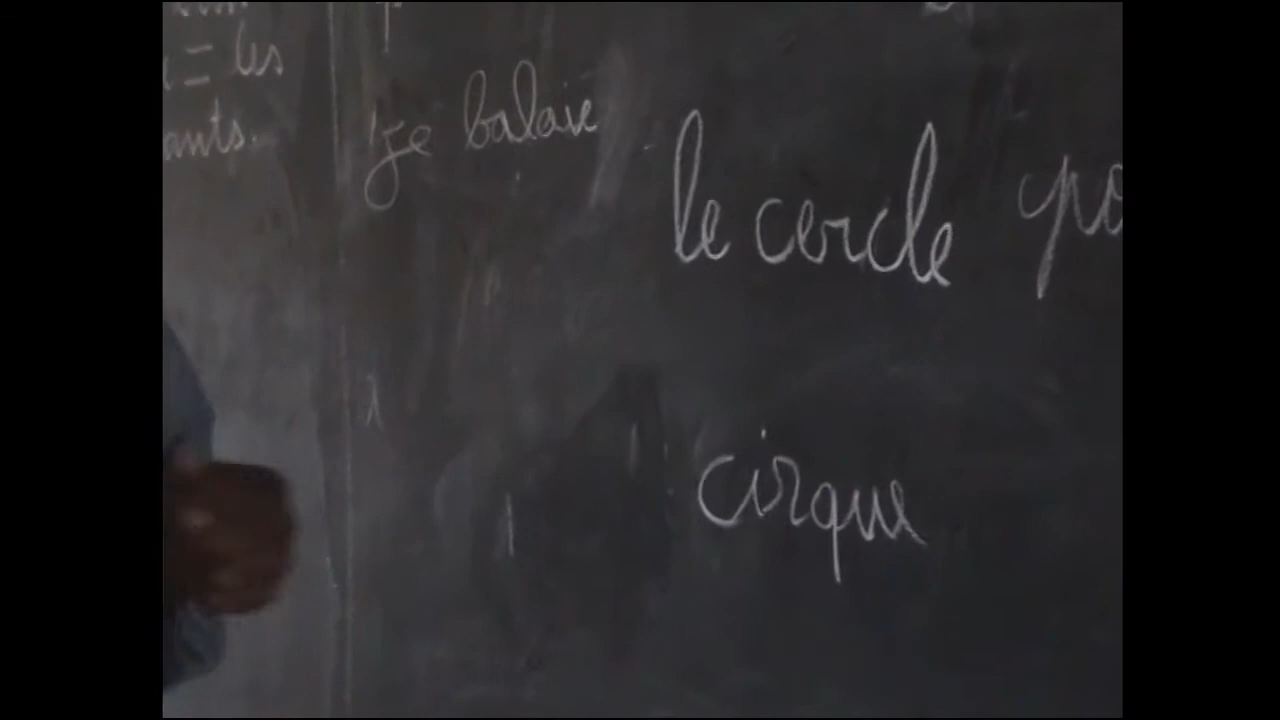 = les
ants.
je balaie
le cercle
cirque